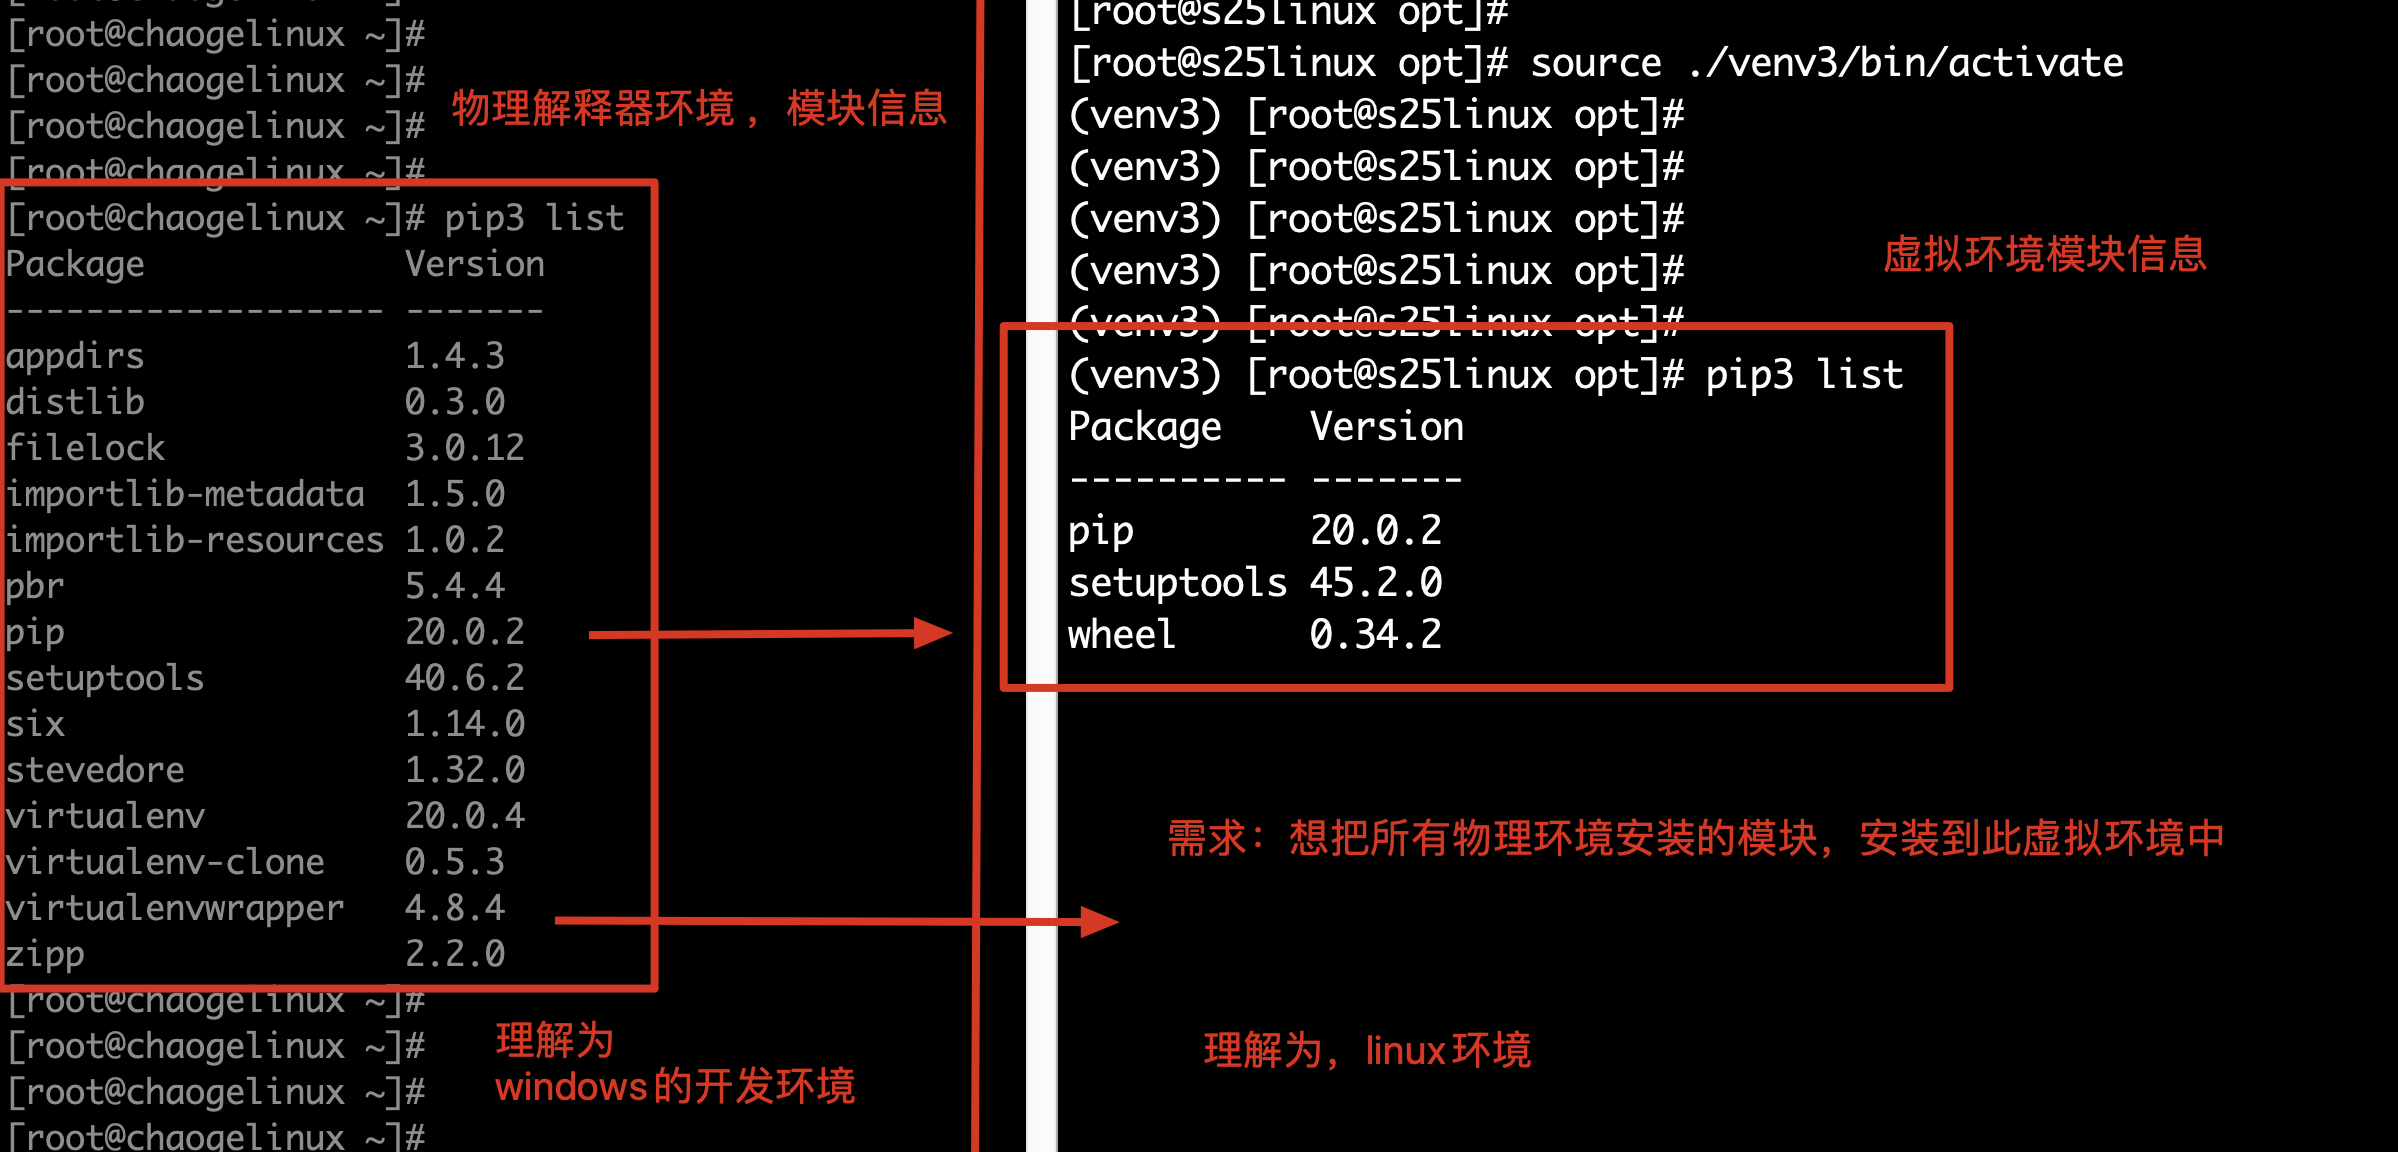 [root@chaogelinux ~]#
[root@chaogelinux ~]#
[root@chaogelinux ~]#
[root@chaogelinux ~]#
物理解释器环境，模块信息
[root@chaogelinux ~]# pip3 list
Package Version
------------------- -------
appdirs 1.4.3
distlib 0.3.0
filelock 3.0.12
importlib-metadata 1.5.0
importlib-resources 1.0.2
pbr 5.4.4
pip 20.0.2
setuptools 40.6.2
six 1.14.0
stevedore 1.32.0
virtualenv 20.0.4
virtualenv-clone 0.5.3
virtualenvwrapper 4.8.4
zipp 2.2.0
[root@chaogelinux ~]#
[root@chaogelinux ~]#
[root@chaogelinux ~]#
[root@chaogelinux ~]#
理解为
windows的开发环境
[root@s25linux opt]#
[root@s25linux opt]# source ./venv3/bin/activate
(venv3) [root@s25linux opt]#
(venv3) [root@s25linux opt]#
(venv3) [root@s25linux opt]#
(venv3) [root@s25linux opt]#
(venv3) [root@s25linux opt]#
虚拟环境模块信息
(venv3) [root@s25linux opt]# pip3 list
Package Version
---------- -------
pip 20.0.2
setuptools 45.2.0
wheel 0.34.2
需求：想把所有物理环境安装的模块，安装到此虚拟环境中
理解为，linux环境